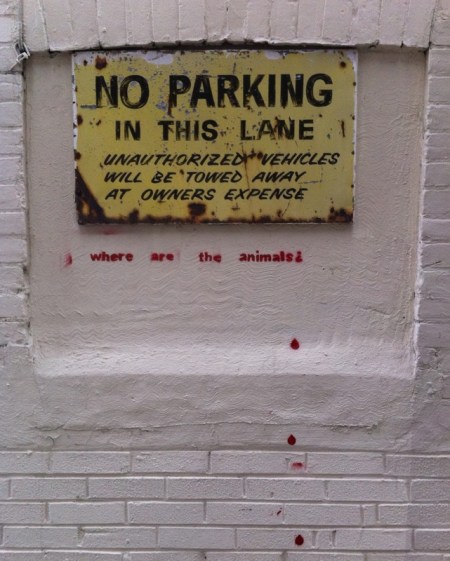 NO PARKING
IN THIS LANE
UNAUTHORIZED VEHICLES
WILL BE TOWED AWAY
AT OWNERS EXPENSE
where are the animals¿